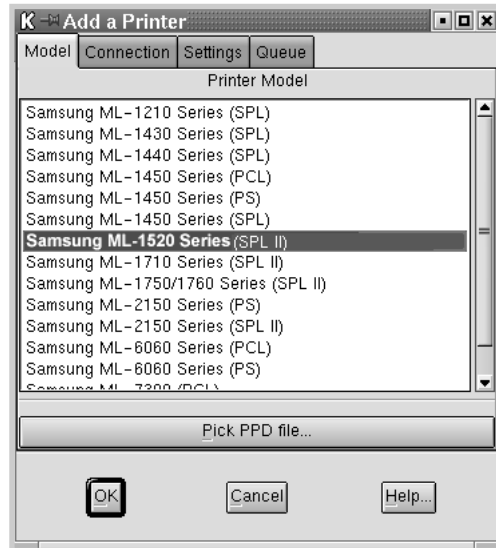 Add a Printer
Model Connection Settings Queue
Printer Model
Samsung ML-1210 Series (SPL)
Samsung ML-1430 Series (SPL)
Samsung ML-1440 Series (SPL)
Samsung ML-1450 Series (PCL)
Samsung ML-1450 Series (PS)
Samsung ML-1450 Series (SPL)
Samsung ML-1520 Series (SPL II)
Samsung ML-1710 Series (SPL II)
Samsung ML-1750/1760 Series (SPL II)
Samsung ML-2150 Series (PS)
Samsung ML-2150 Series (SPL II)
Samsung ML-6060 Series (PCL)
Samsung ML-6060 Series (PS)
Samsung ML-7300 (PCL)
Pick PPD file...
OK Cancel Help...